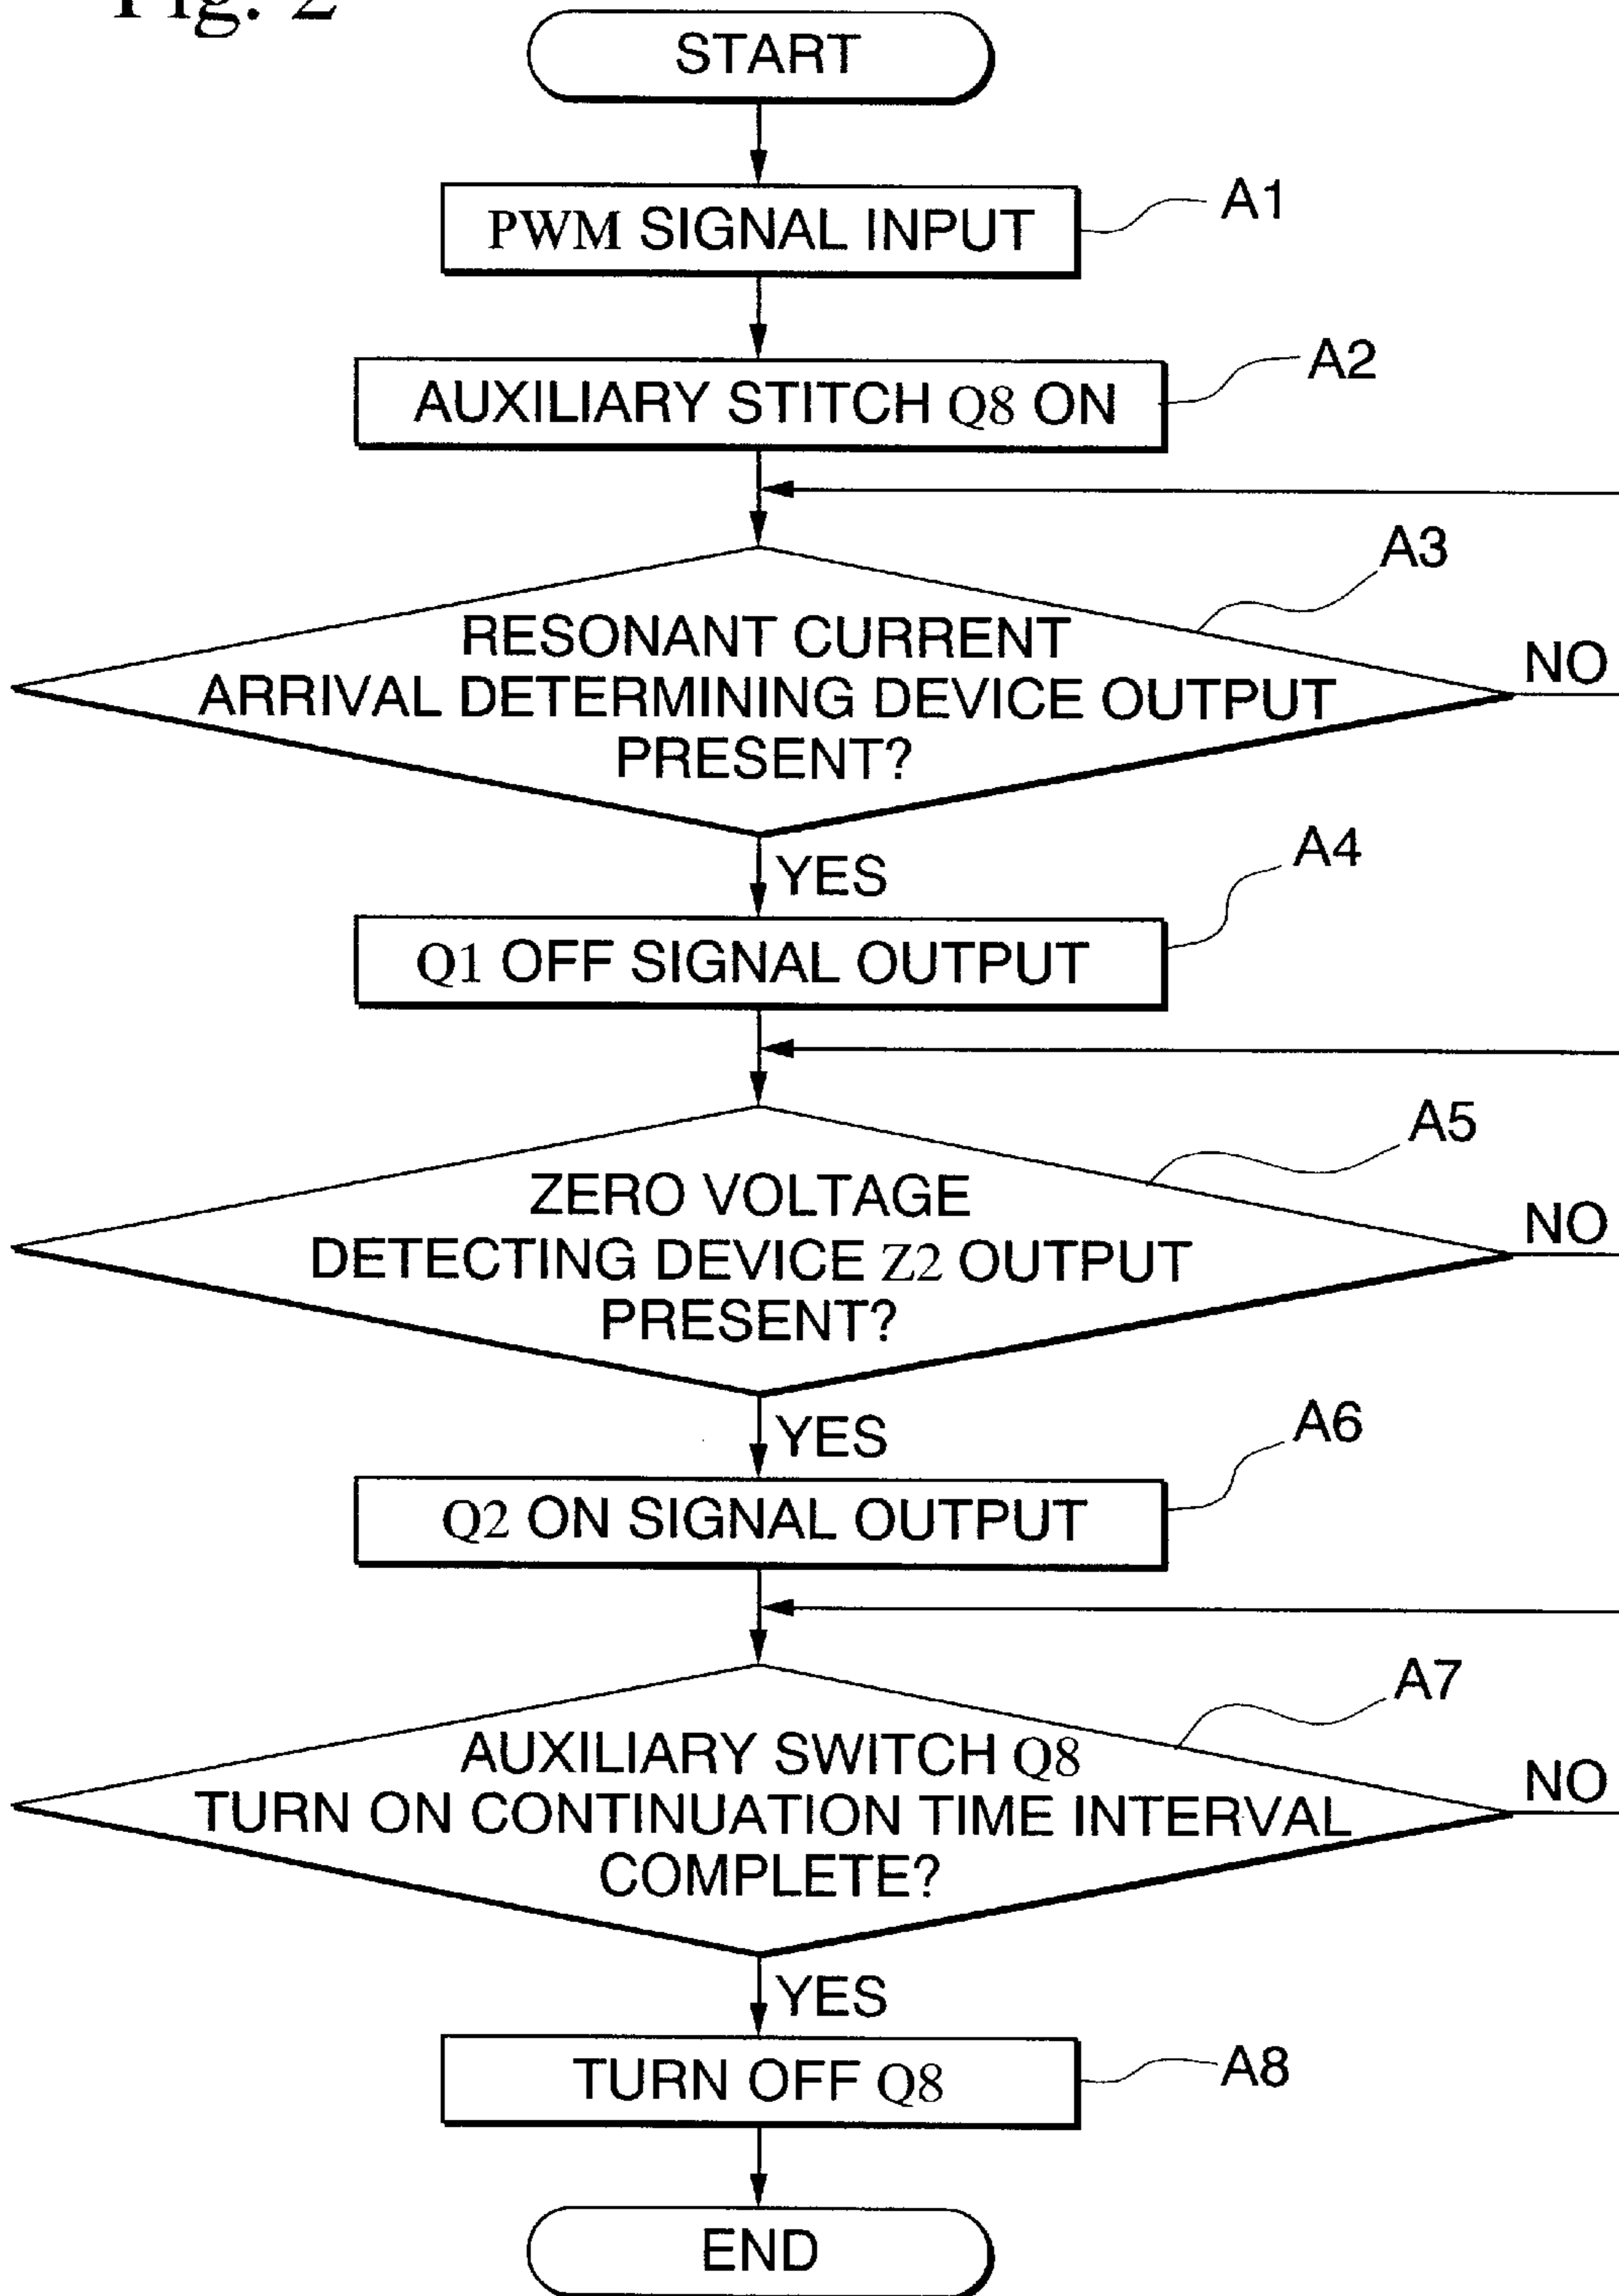 Fig. 2
START
PWM SIGNAL INPUT
A1
AUXILIARY STITCH Q8 ON
A2
RESONANT CURRENT
ARRIVAL DETERMINING DEVICE OUTPUT
PRESENT?
A3
NO
YES
Q1 OFF SIGNAL OUTPUT
A4
ZERO VOLTAGE
DETECTING DEVICE Z2 OUTPUT
PRESENT?
A5
NO
YES
Q2 ON SIGNAL OUTPUT
A6
AUXILIARY SWITCH Q8
TURN ON CONTINUATION TIME INTERVAL
COMPLETE?
A7
NO
YES
TURN OFF Q8
A8
END